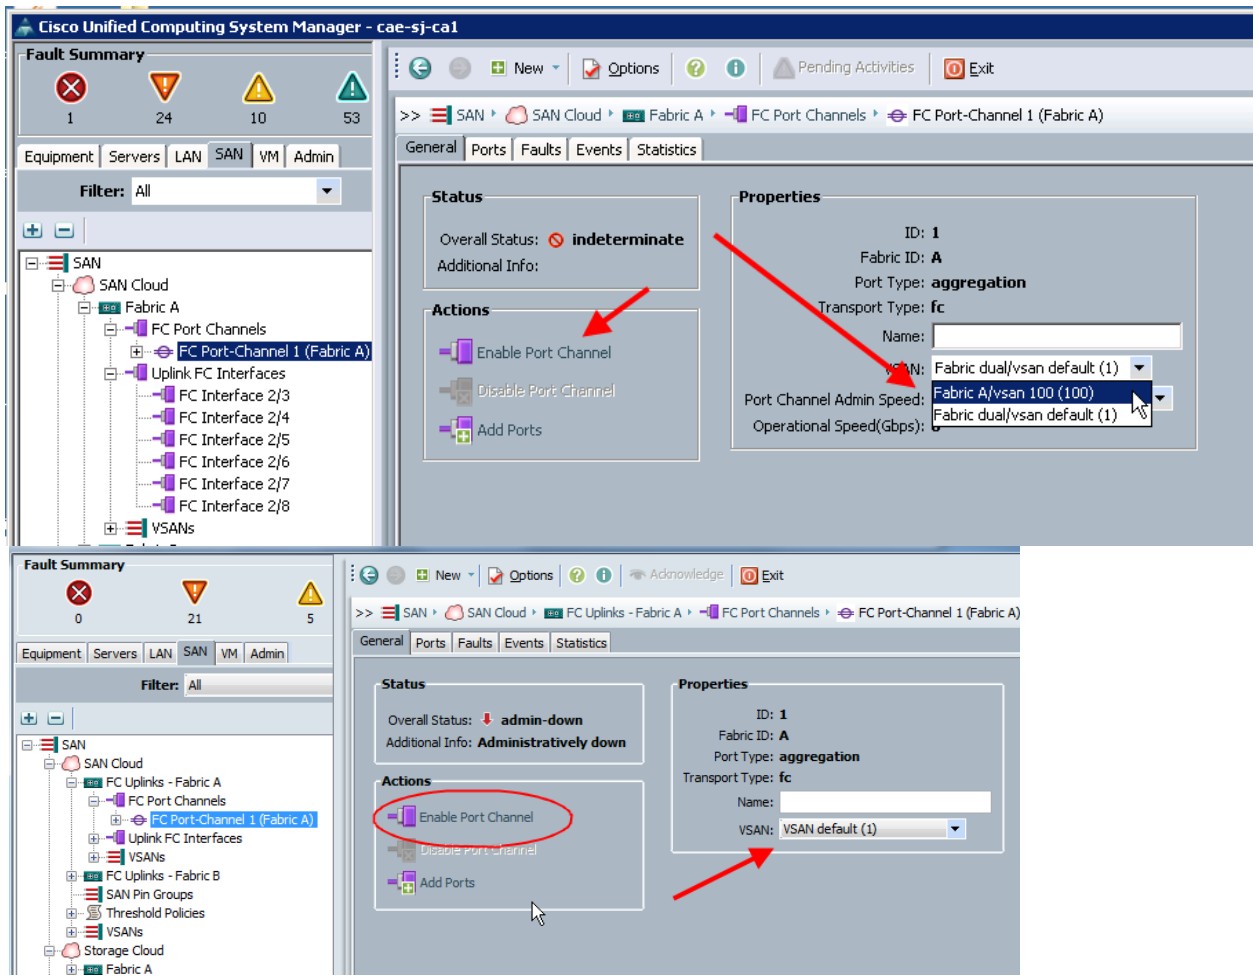 Cisco Unified Computing System Manager - cae-sj-ca1
Fault Summary
1 24 10 53
New Options Pending Activities Exit
>> SAN SAN Cloud Fabric A FC Port Channels FC Port-Channel 1 (Fabric A)
Equipment Servers LAN SAN VM Admin
Filter: All
General Ports Faults Events Statistics
SAN
SAN Cloud
Fabric A
FC Port Channels
FC Port-Channel 1 (Fabric A)
Uplink FC Interfaces
FC Interface 2/3
FC Interface 2/4
FC Interface 2/5
FC Interface 2/6
FC Interface 2/7
FC Interface 2/8
VSANs
Status
Overall Status: indeterminate
Additional Info:
Actions
Enable Port Channel
Disable Port Channel
Add Ports
Properties
ID: 1
Fabric ID: A
Port Type: aggregation
Transport Type: fc
Name:
VSAN: Fabric dual/vsan default (1)
Fabric A/vsan 100 (100)
Fabric dual/vsan default (1)
Port Channel Admin Speed:
Operational Speed(Gbps):
Fault Summary
0 21 5
New Options Acknowledge Exit
>> SAN SAN Cloud FC Uplinks - Fabric A FC Port Channels FC Port-Channel 1 (Fabric A)
Equipment Servers LAN SAN VM Admin
Filter: All
General Ports Faults Events Statistics
SAN
SAN Cloud
FC Uplinks - Fabric A
FC Port Channels
FC Port-Channel 1 (Fabric A)
Uplink FC Interfaces
VSANs
FC Uplinks - Fabric B
SAN Pin Groups
Threshold Policies
VSANs
Storage Cloud
Fabric A
Status
Overall Status: admin-down
Additional Info: Administratively down
Actions
Enable Port Channel
Disable Port Channel
Add Ports
Properties
ID: 1
Fabric ID: A
Port Type: aggregation
Transport Type: fc
Name:
VSAN: VSAN default (1)